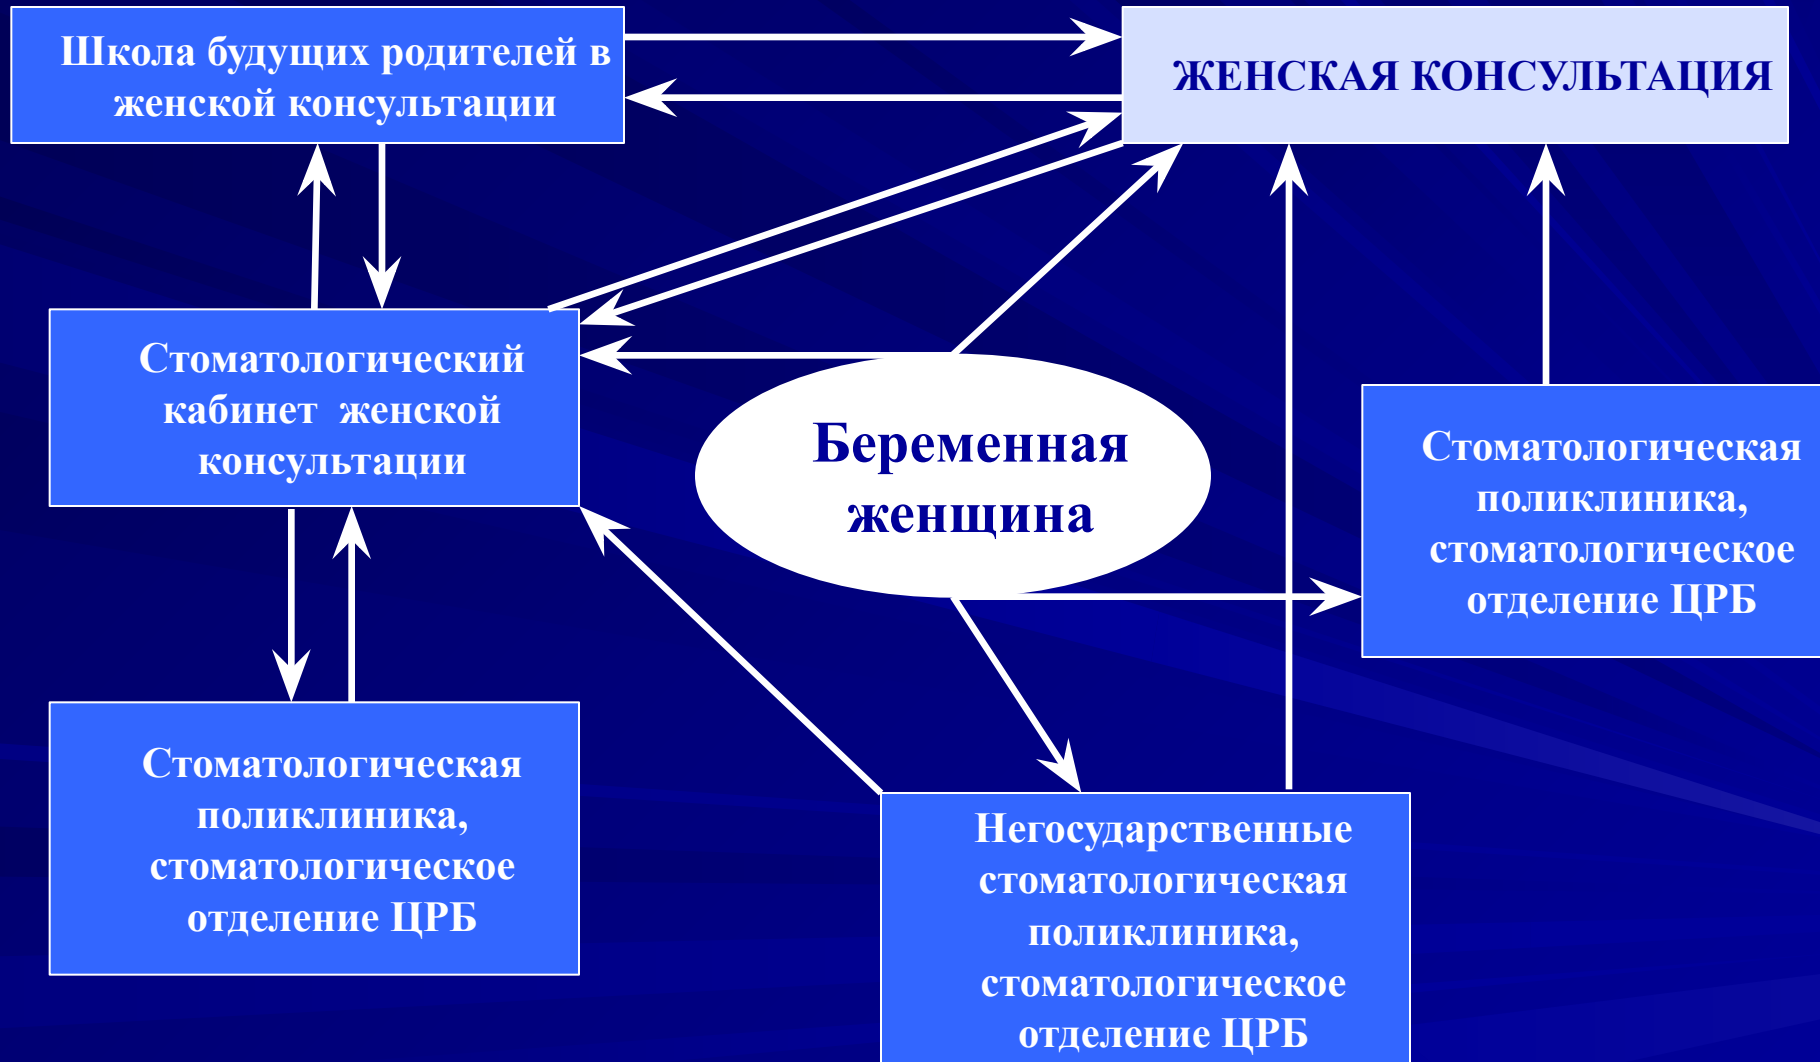 Школа будущих родителей в
женской консультации
ЖЕНСКАЯ КОНСУЛЬТАЦИЯ
Стоматологический
кабинет женской
консультации
Беременная
женщина
Стоматологическая
поликлиника,
стоматологическое
отделение ЦРБ
Стоматологическая
поликлиника,
стоматологическое
отделение ЦРБ
Негосударственные
стоматологическая
поликлиника,
стоматологическое
отделение ЦРБ